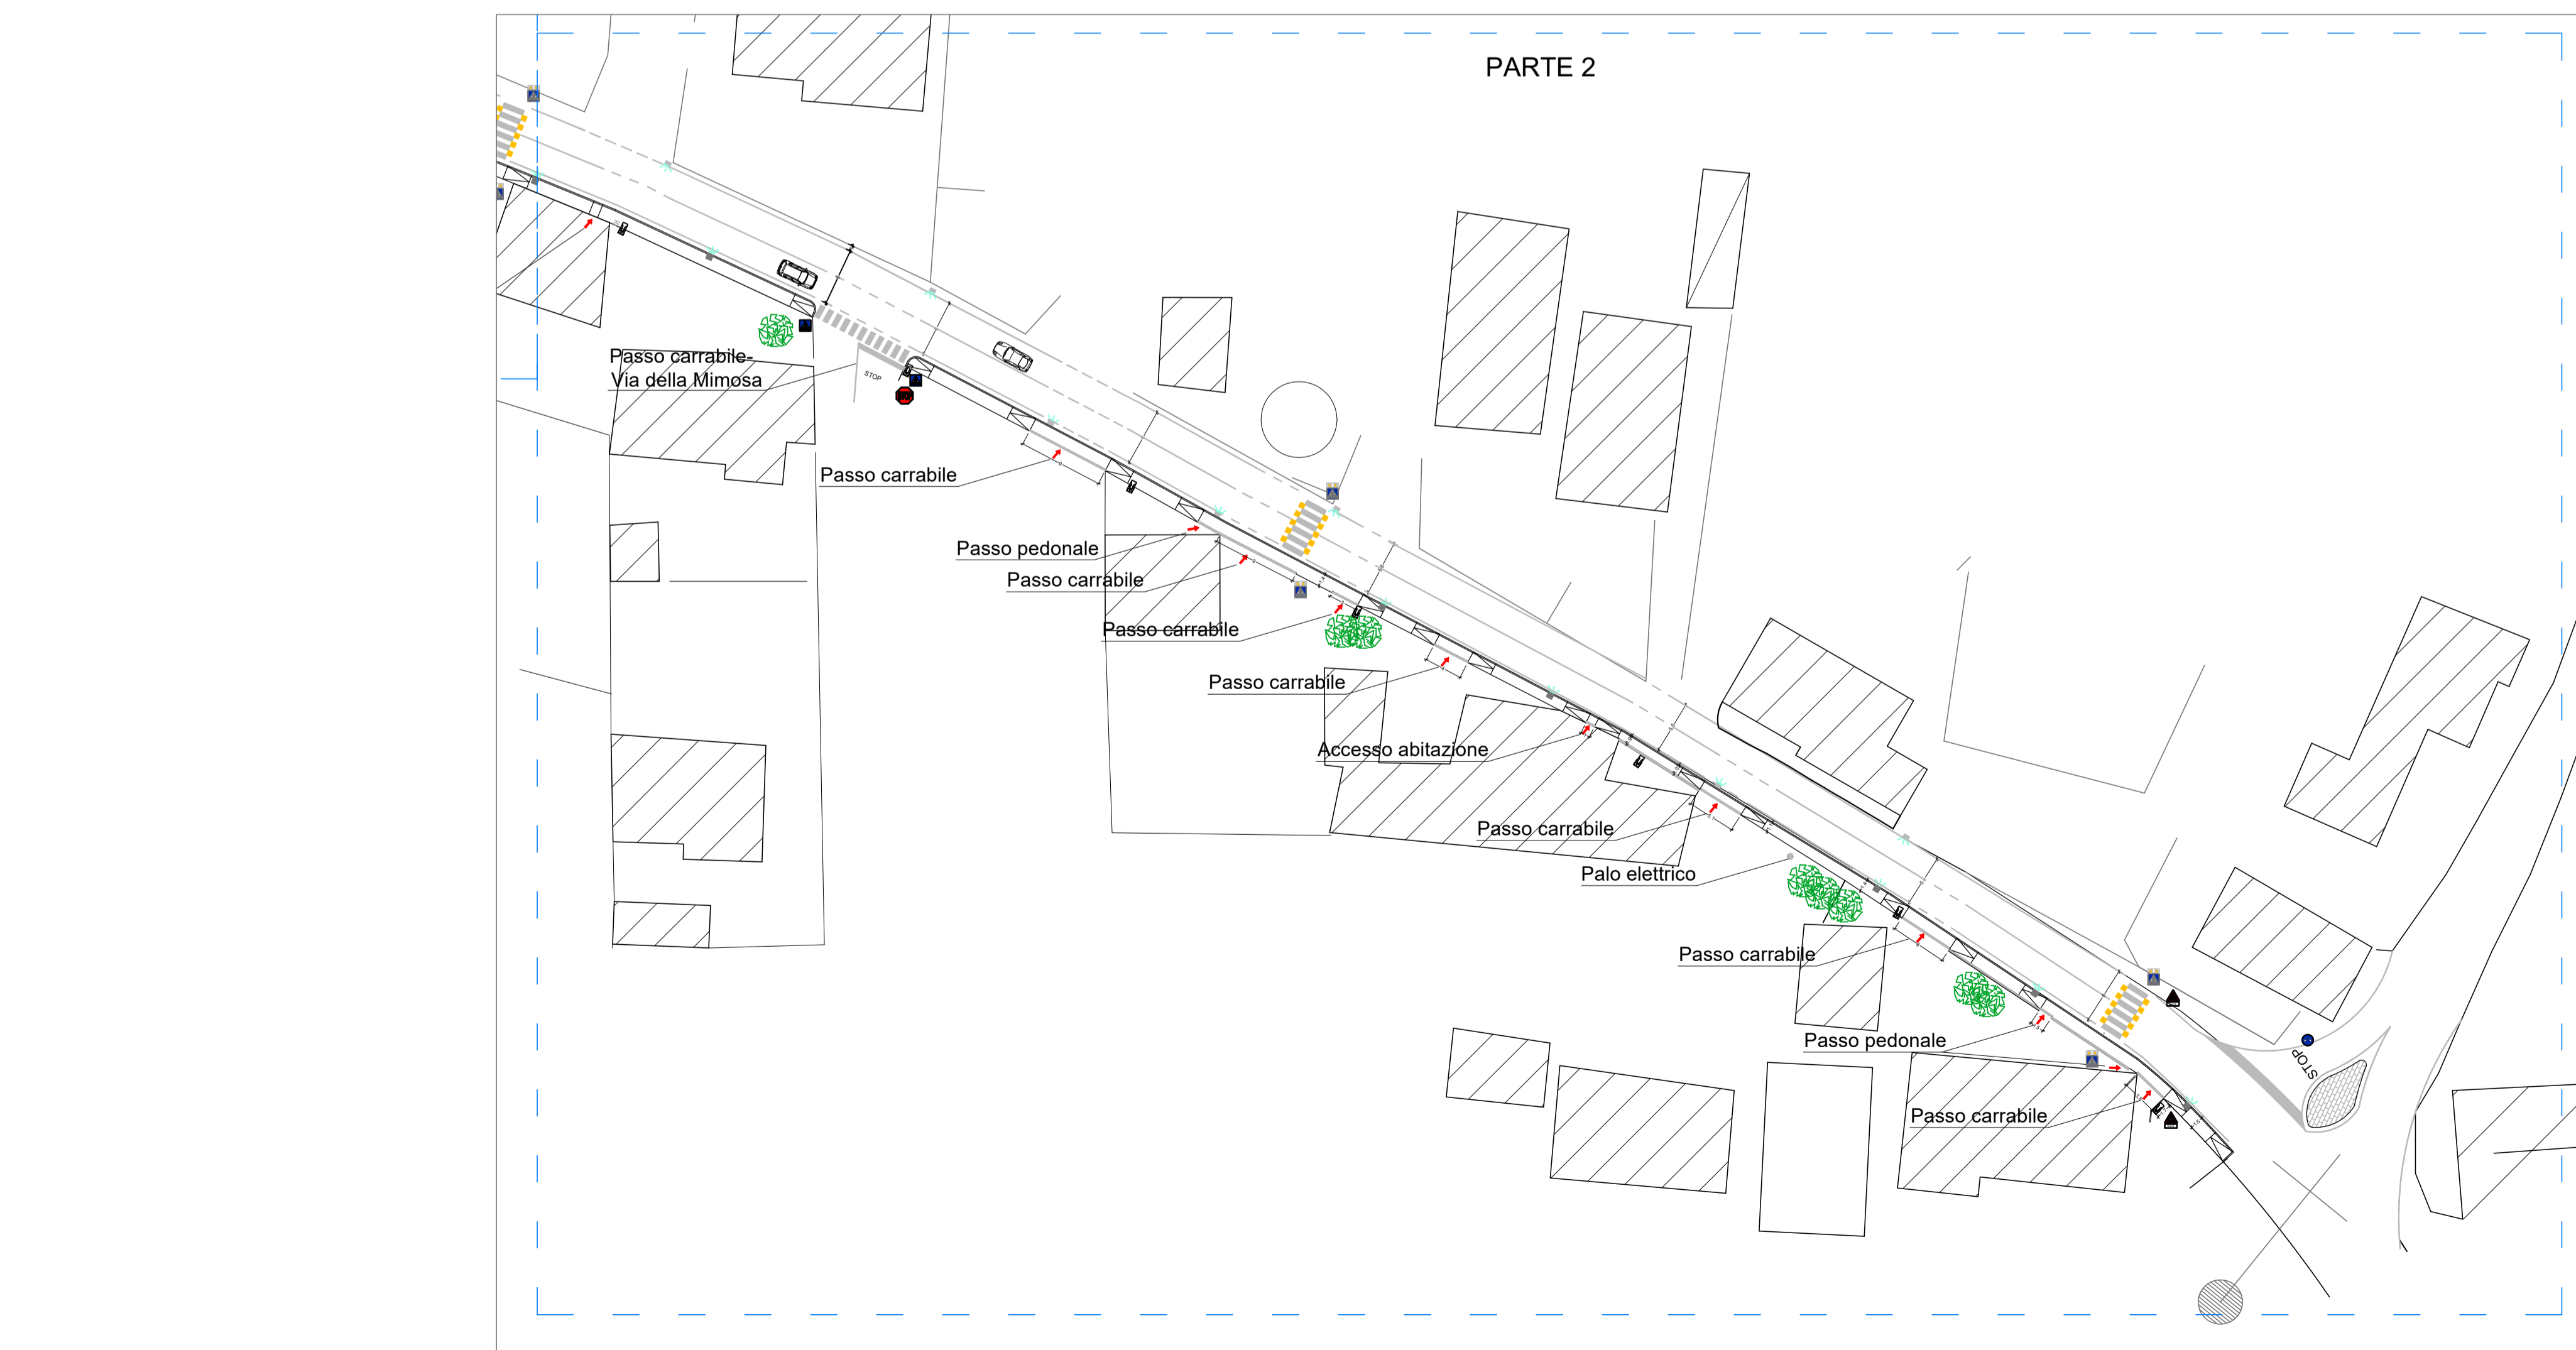 PARTE 2
Passo carrabile-
Via della Mimosa
STOP
Passo carrabile
Passo pedonale
Passo carrabile
Passo carrabile
Passo carrabile
Accesso abitazione
Passo carrabile
Palo elettrico
Passo carrabile
Passo pedonale
STOP
Passo carrabile